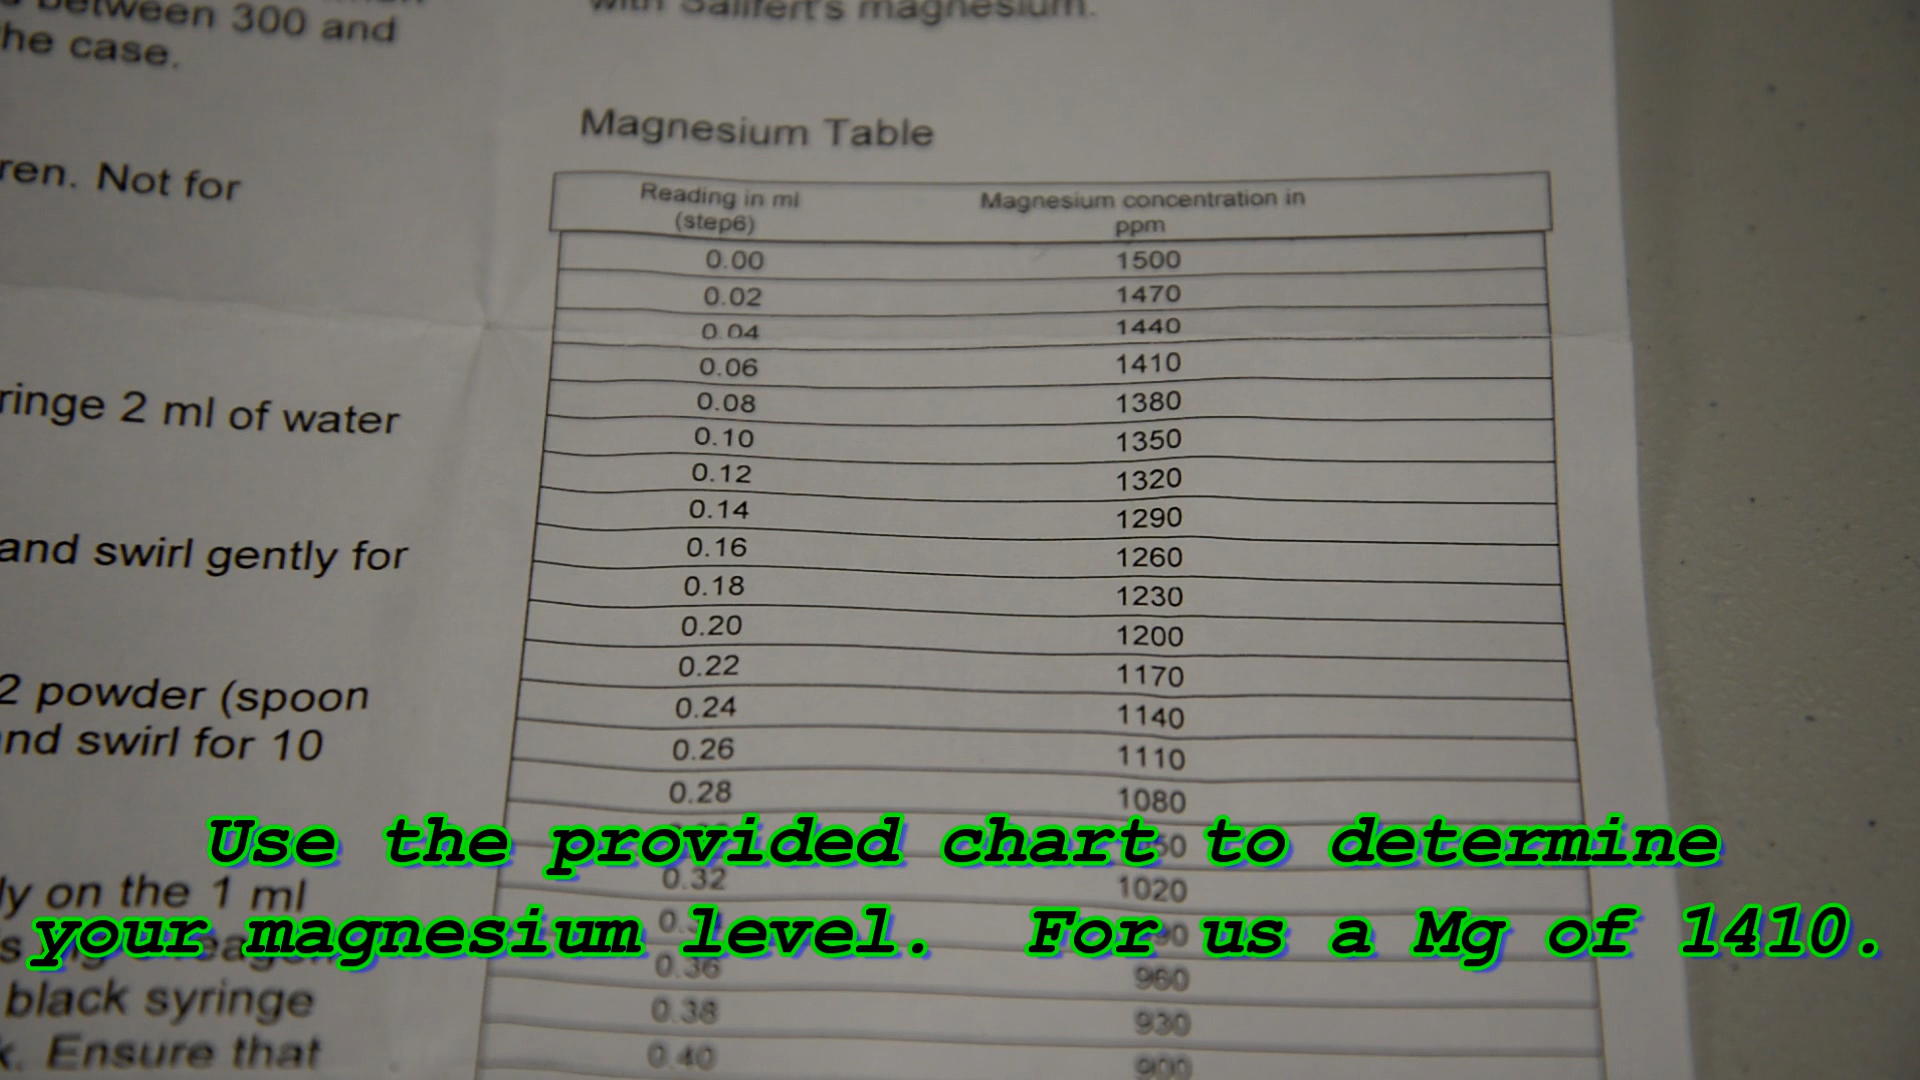 between 300 and
he case.
ren. Not for
ringe 2 ml of water
and swirl gently for
2 powder (spoon
nd swirl for 10
ly on the 1 ml
black syringe
Ensure that
with Salifert's magnesium.
Magnesium Table
Reading in ml Magnesium concentration in
(step6) ppm
0.00 1500
0.02 1470
0.04 1440
0.06 1410
0.08 1380
0.10 1350
0.12 1320
0.14 1290
0.16 1260
0.18 1230
0.20 1200
0.22 1170
0.24 1140
0.26 1110
0.28 1080
0.32 1020
0.36 960
0.38 930
0.40 900
Use the provided chart to determine
your magnesium level. For us a Mg of 1410.